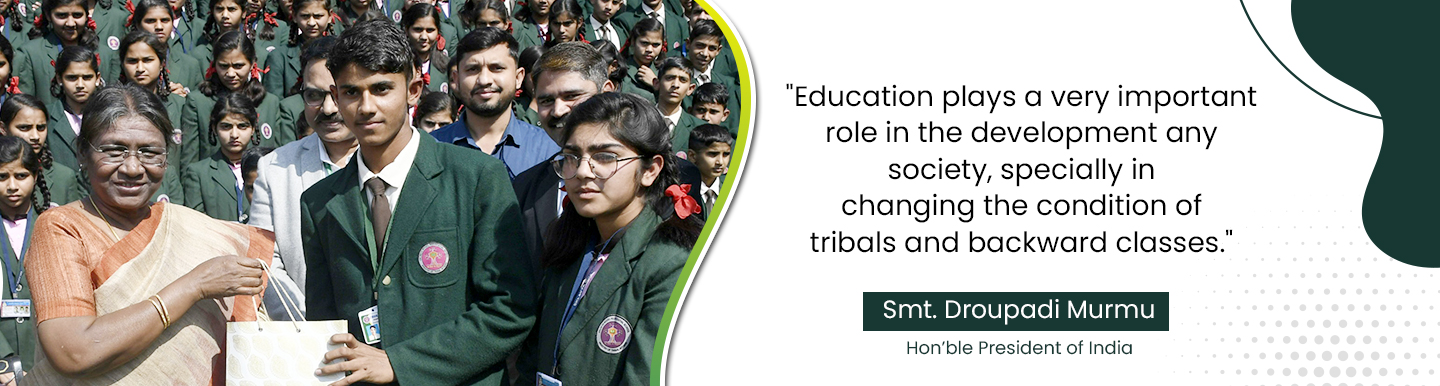 "Education plays a very important
role in the development any
society, specially in
changing the condition of
tribals and backward classes."
Smt. Droupadi Murmu
Hon’ble President of India